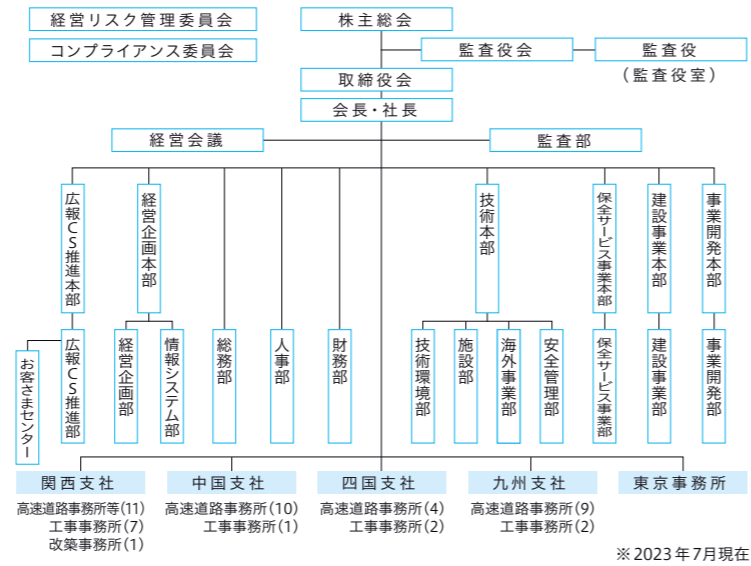 経営リスク管理委員会
コンプライアンス委員会
株主総会
監査役会
監査役
(監査役室)
取締役会
会長・社長
経営会議
監査部
広報CS推進本部
経営企画本部
技術本部
保全サービス事業本部
建設事業本部
事業開発本部
お客さまセンター
広報CS推進部
経営企画部
情報システム部
総務部
人事部
財務部
技術環境部
施設部
海外事業部
安全管理部
保全サービス事業部
建設事業部
事業開発部
関西支社
高速道路事務所等(11)
工事事務所(7)
改築事務所(1)
中国支社
高速道路事務所(10)
工事事務所(1)
四国支社
高速道路事務所(4)
工事事務所(2)
九州支社
高速道路事務所(9)
工事事務所(2)
東京事務所
※2023年7月現在